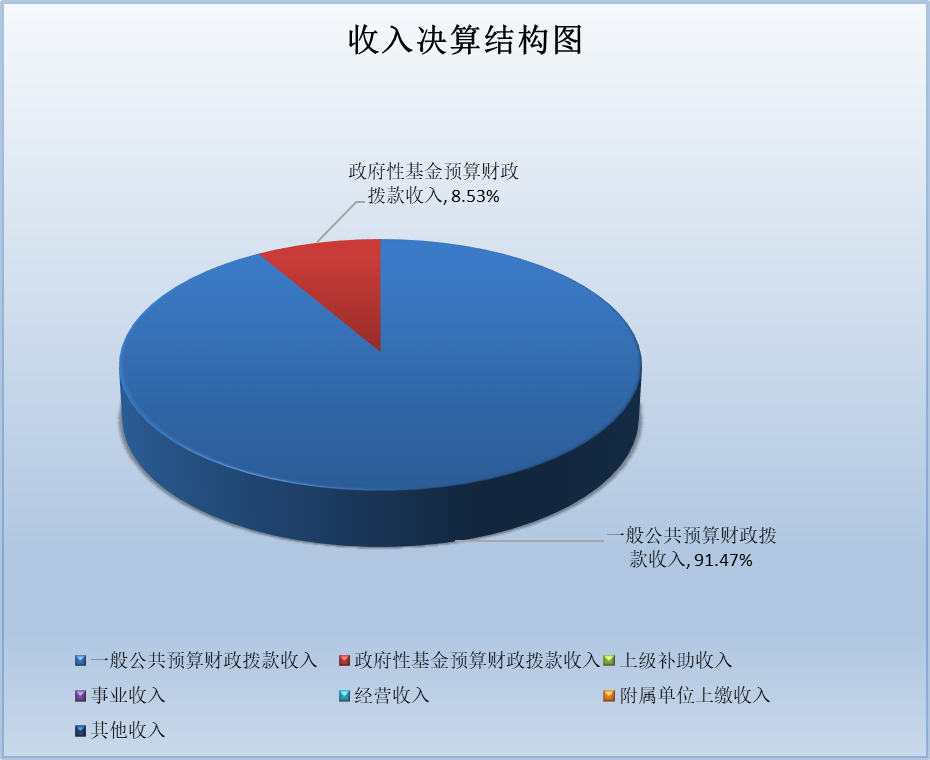 收入决算结构图
政府性基金预算财政
拨款收入, 8.53%
一般公共预算财政拨
款收入, 91.47%
一般公共预算财政拨款收入
政府性基金预算财政拨款收入
上级补助收入
事业收入
经营收入
附属单位上缴收入
其他收入